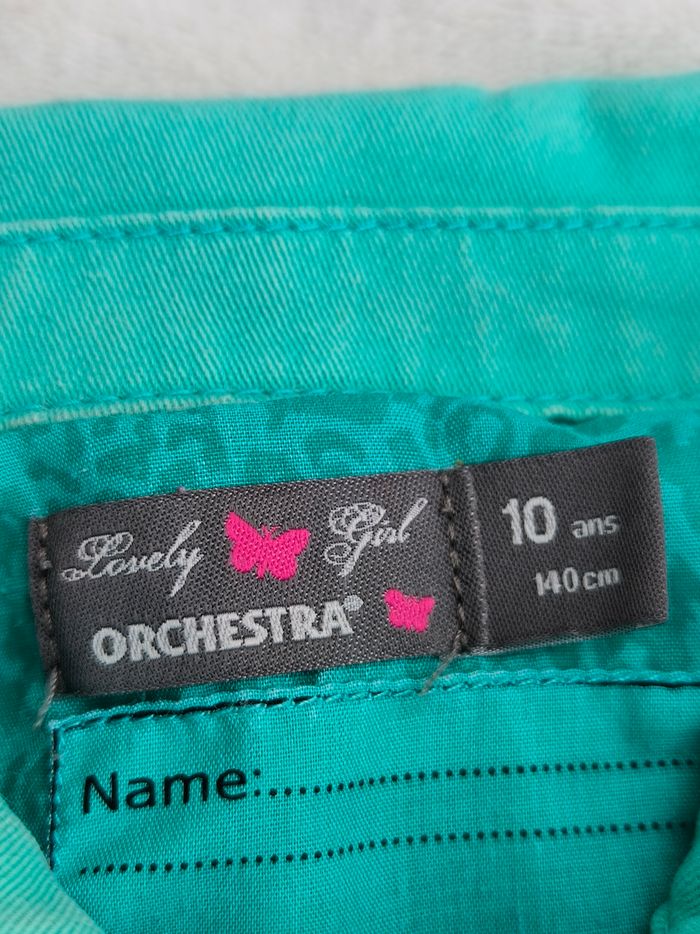 Lovely Girl
ORCHESTRA®
10 ans
140cm
Name: